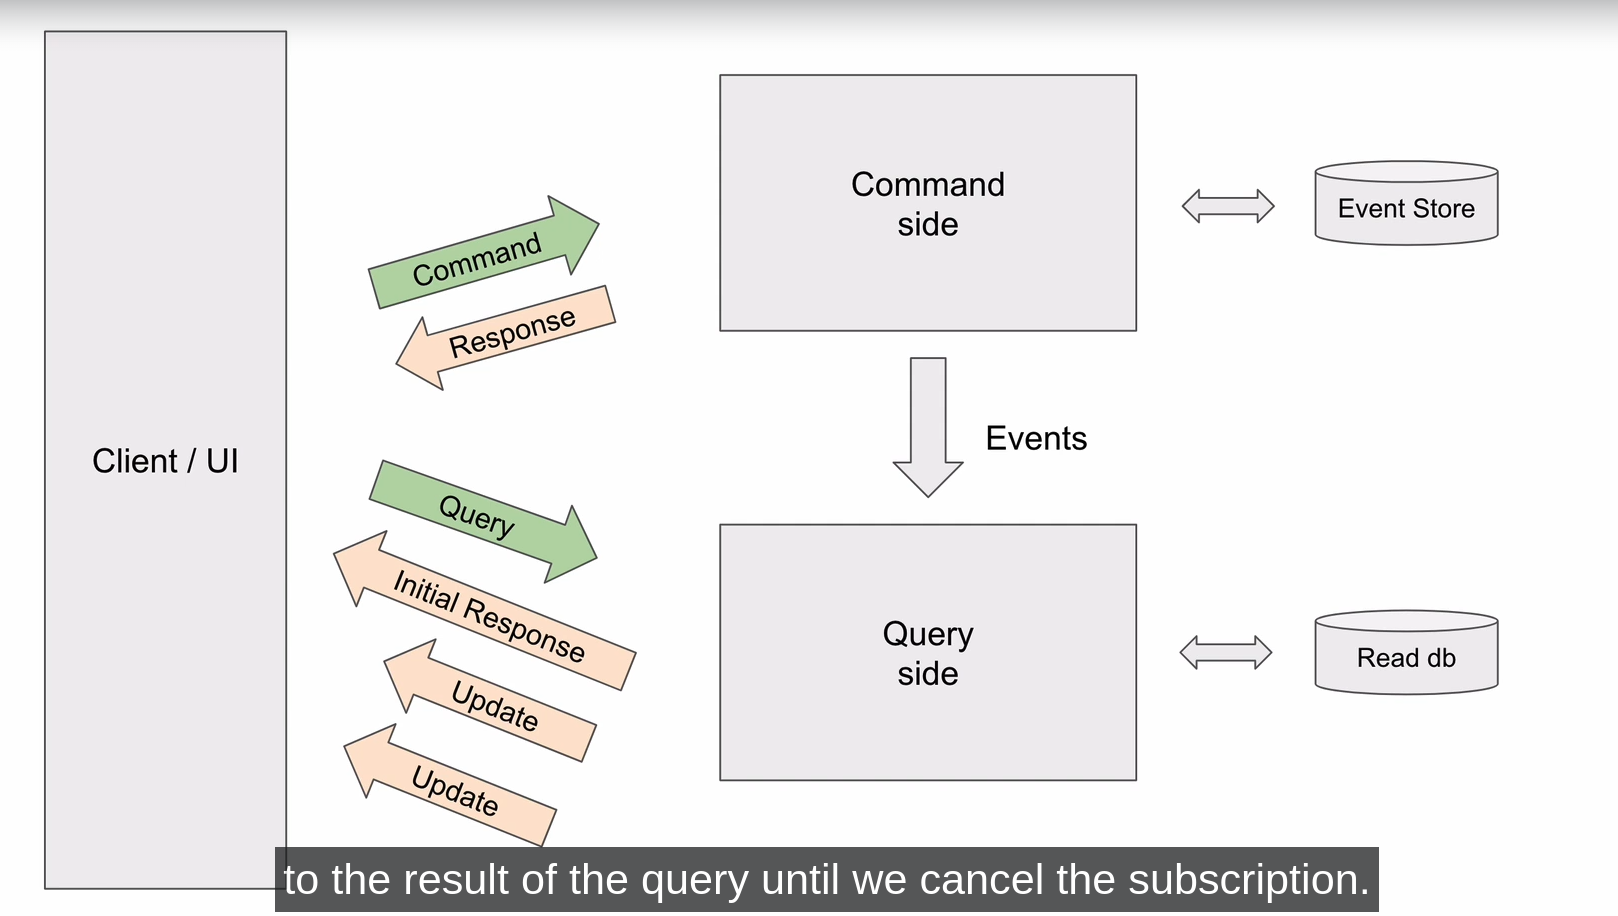 Command
side
Event Store
Command
Response
Events
Client / UI
Query
Initial Response
Update
Update
Query
side
Read db
to the result of the query until we cancel the subscription.